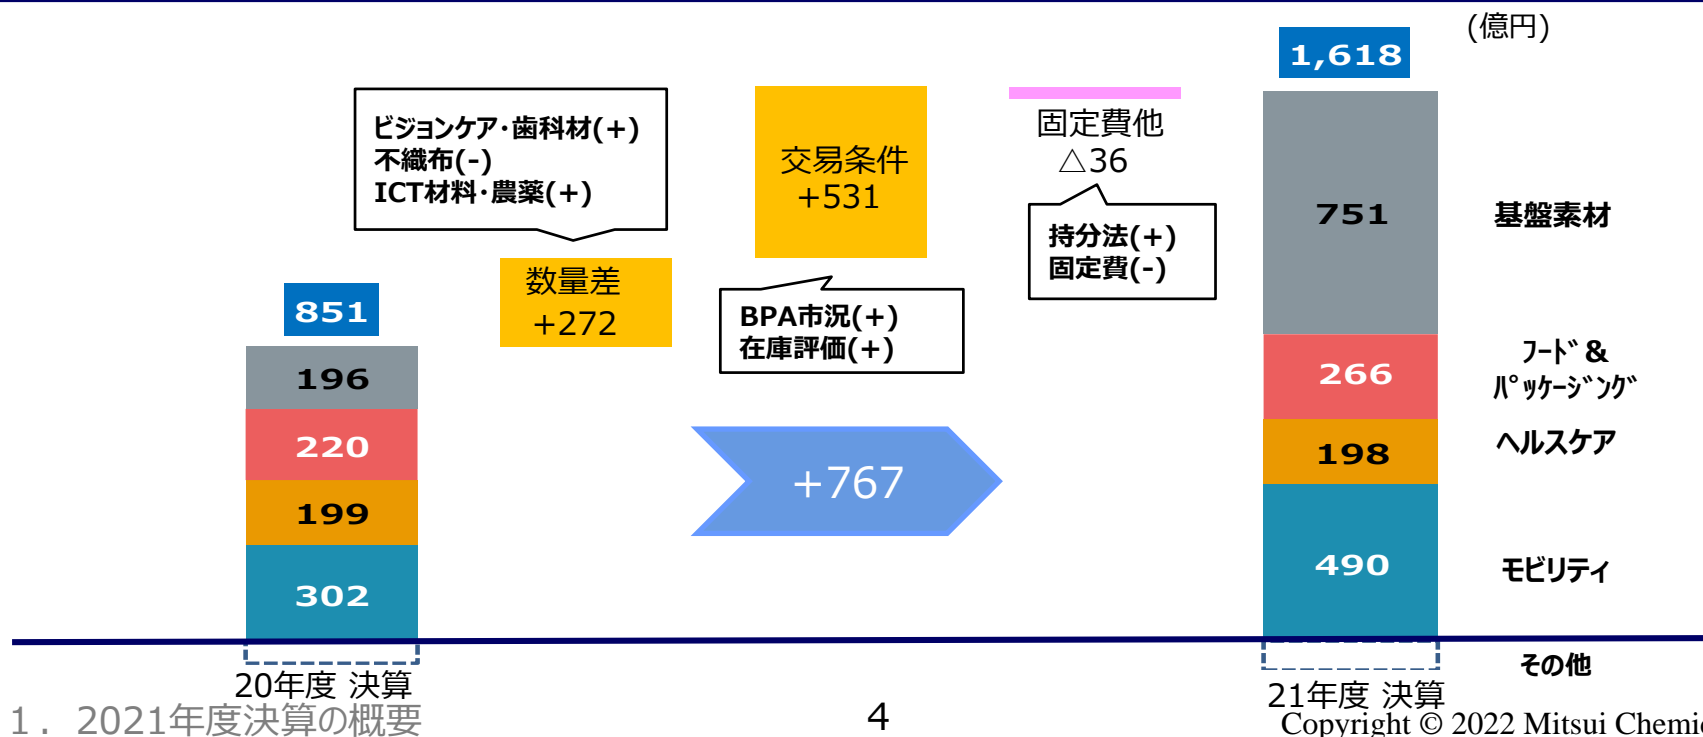 (億円)
1,618
ビジョンケア・歯科材(+)
不織布(-)
ICT材料・農薬(+)
交易条件
+531
固定費他
△36
751
基盤素材
持分法(+)
固定費(-)
数量差
+272
851
BPA市況(+)
在庫評価(+)
196
266
ﾌｰﾄﾞ &
ﾊﾟｯｹｰｼﾞﾝｸﾞ
220
198
ヘルスケア
+767
199
490
モビリティ
302
その他
20年度 決算
21年度 決算
1．2021年度決算の概要
4
Copyright © 2022 Mitsui Chemic